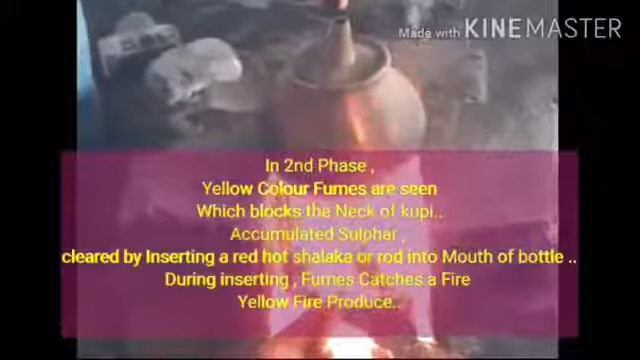 Made with KINEMASTER
In 2nd Phase ,
Yellow Colour Fumes are seen
Which blocks the Neck of kupi..
Accumulated Sulphar ,
cleared by Inserting a red hot shalaka or rod into Mouth of bottle ..
During inserting , Fumes Catches a Fire
Yellow Fire Produce..